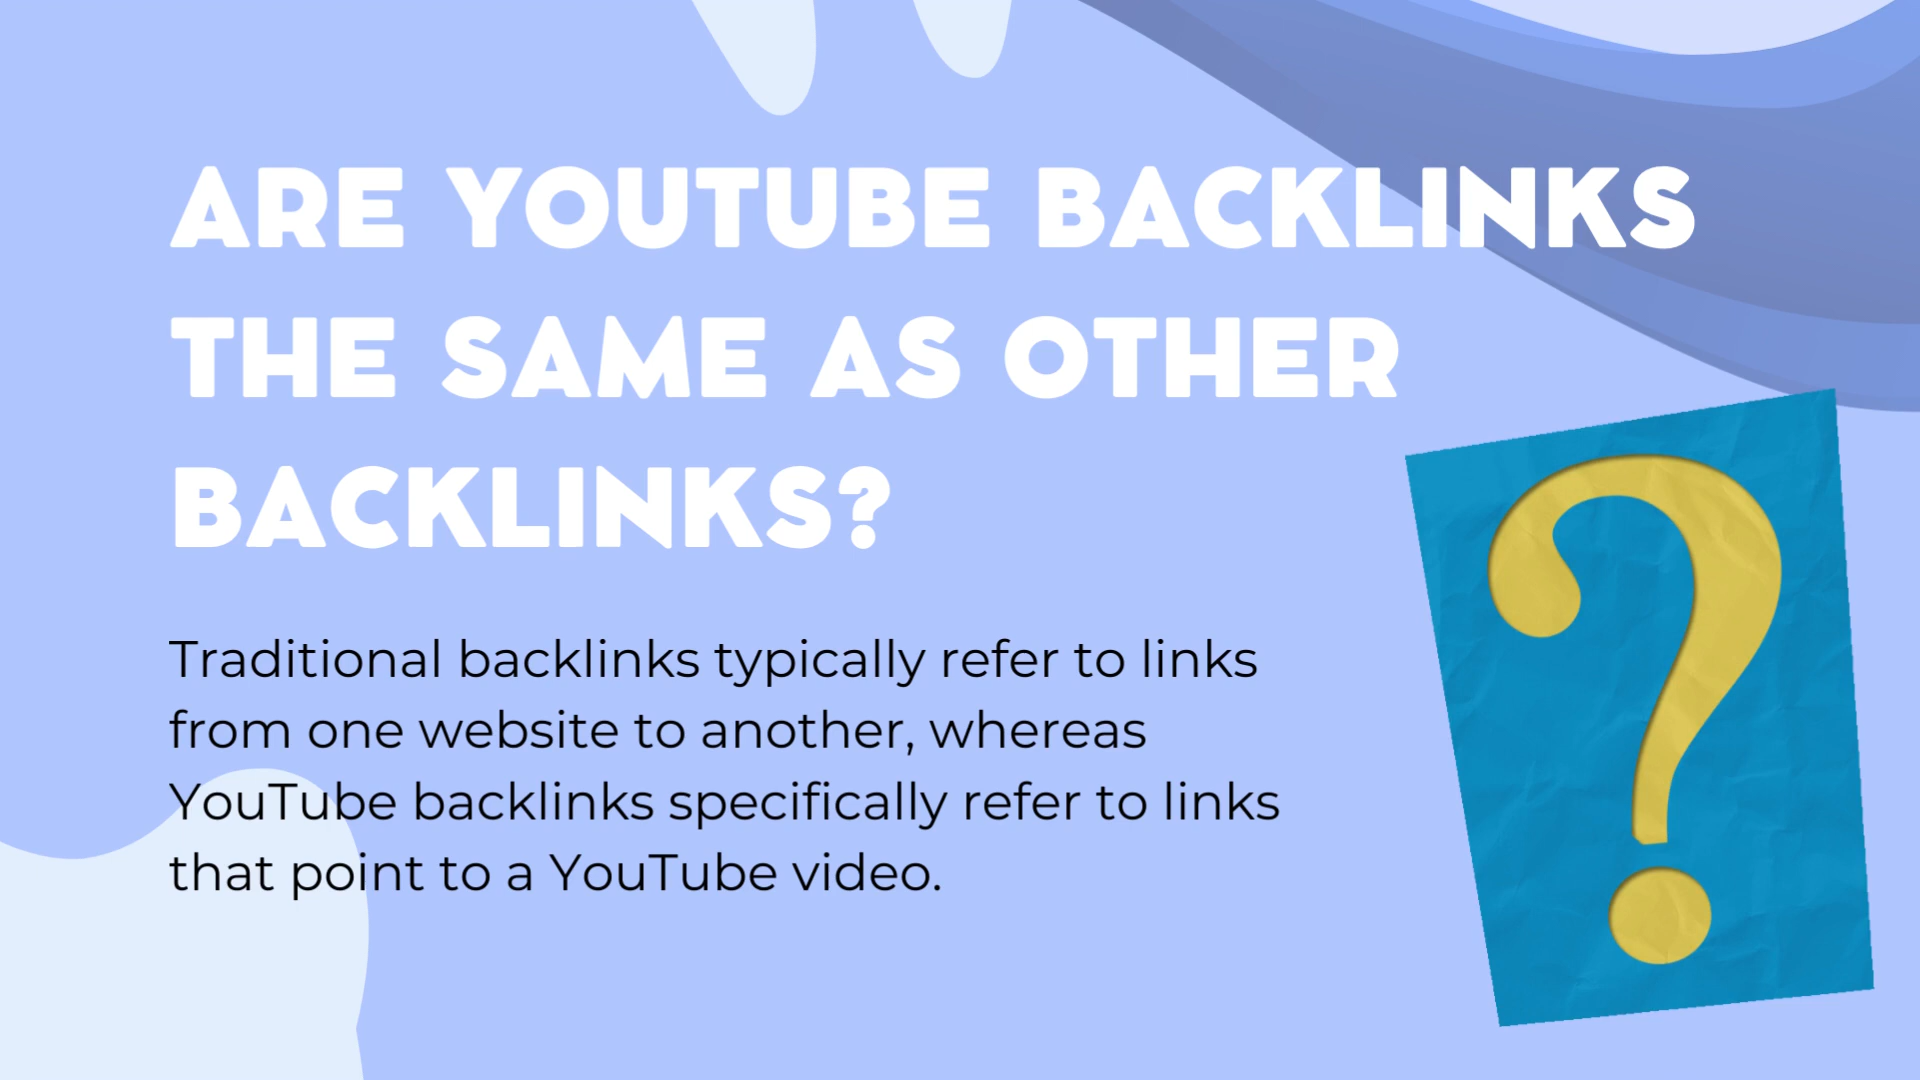 ARE YOUTUBE BACKLINKS
THE SAME AS OTHER
BACKLINKS?
Traditional backlinks typically refer to links
from one website to another, whereas
YouTube backlinks specifically refer to links
that point to a YouTube video.
?